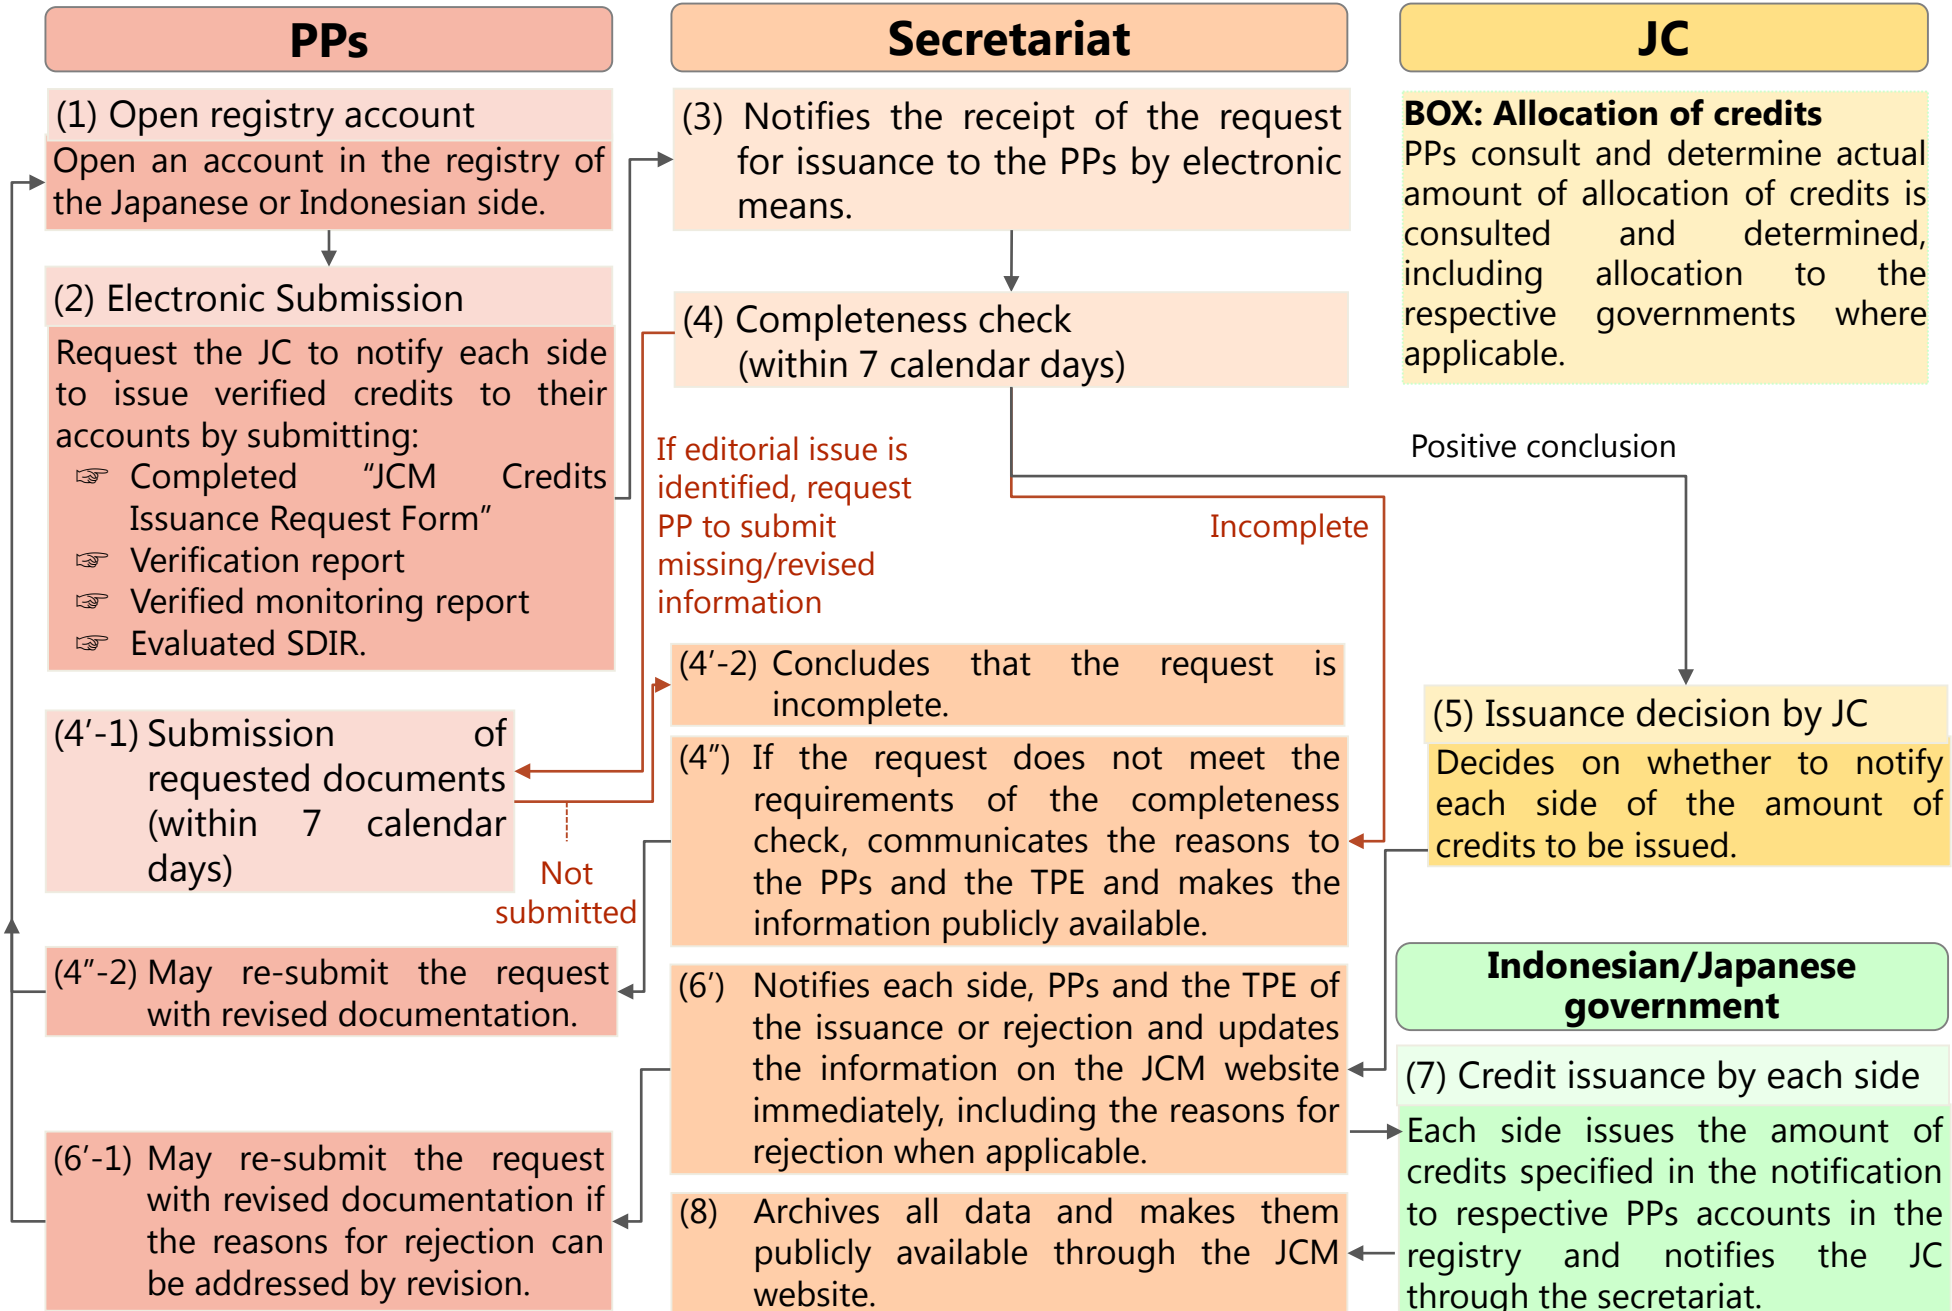 PPs
(1) Open registry account
Open an account in the registry of
the Japanese or Indonesian side.
(2) Electronic Submission
Request the JC to notify each side
to issue verified credits to their
accounts by submitting:
☞ Completed “JCM Credits
Issuance Request Form”
☞ Verification report
☞ Verified monitoring report
☞ Evaluated SDIR.
(4’-1) Submission of
requested documents
(within 7 calendar
days)
Not
submitted
(4”-2) May re-submit the request
with revised documentation.
(6’-1) May re-submit the request
with revised documentation if
the reasons for rejection can
be addressed by revision.
Secretariat
(3) Notifies the receipt of the request
for issuance to the PPs by electronic
means.
(4) Completeness check
(within 7 calendar days)
If editorial issue is
identified, request
PP to submit
missing/revised
information
Incomplete
Positive conclusion
(4’-2) Concludes that the request is
incomplete.
(4”) If the request does not meet the
requirements of the completeness
check, communicates the reasons to
the PPs and the TPE and makes the
information publicly available.
(6’) Notifies each side, PPs and the TPE of
the issuance or rejection and updates
the information on the JCM website
immediately, including the reasons for
rejection when applicable.
(8) Archives all data and makes them
publicly available through the JCM
website.
JC
BOX: Allocation of credits
PPs consult and determine actual
amount of allocation of credits is
consulted and determined,
including allocation to the
respective governments where
applicable.
(5) Issuance decision by JC
Decides on whether to notify
each side of the amount of
credits to be issued.
Indonesian/Japanese
government
(7) Credit issuance by each side
Each side issues the amount of
credits specified in the notification
to respective PPs accounts in the
registry and notifies the JC
through the secretariat.